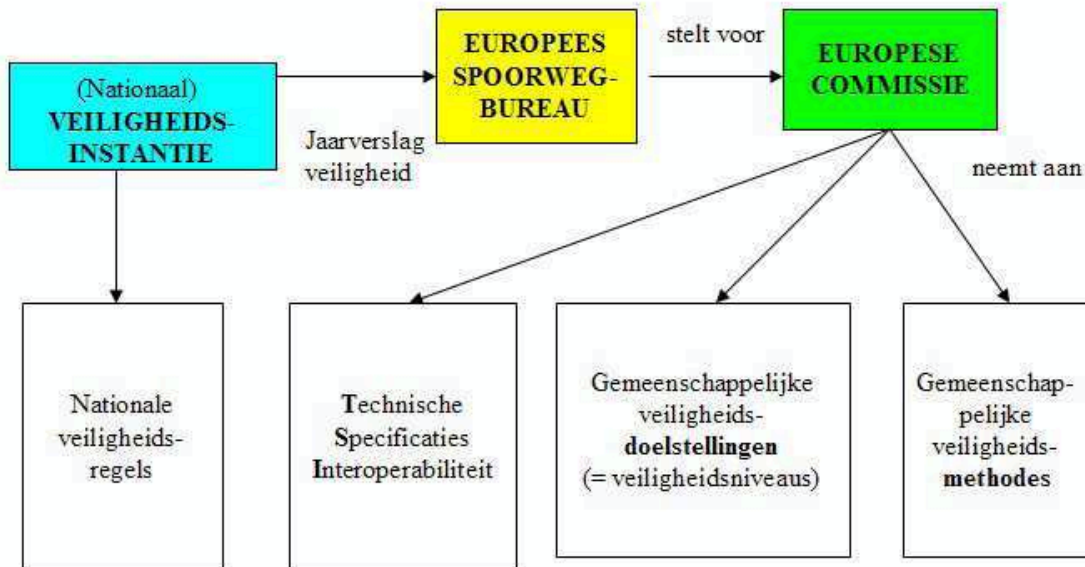 (Nationaal)
VEILIGHEIDS-
INSTANTIE
Jaarverslag
veiligheid
EUROPEES
SPOORWEG-
BUREAU
stelt voor
EUROPESE
COMMISSIE
neemt aan
Nationale
veiligheids-
regels
Technische
Specificaties
Interoperabiliteit
Gemeenschappelijke
veiligheids-
doelstellingen
(= veiligheidsniveaus)
Gemeenschap-
pelijke
veiligheids-
methodes